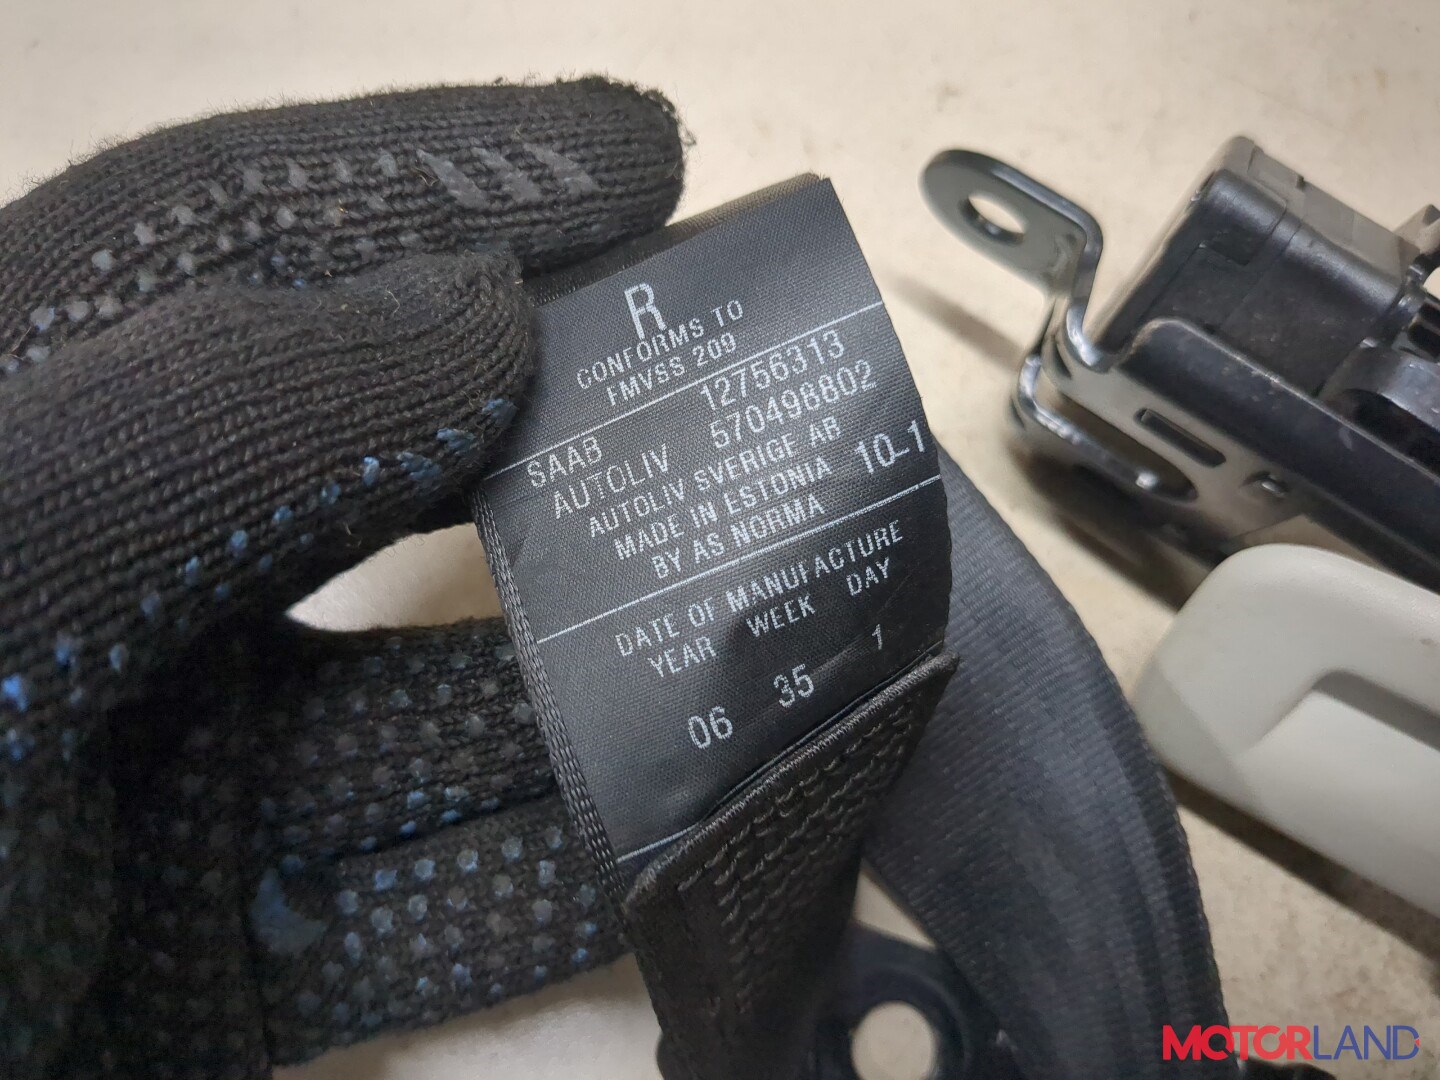 R
CONFORMS TO
FMVSS 209
SAAB 12756313
AUTOLIV 570498802
AUTOLIV SVERIGE AB
MADE IN ESTONIA 10-1
BY AS NORMA
DATE OF MANUFACTURE
YEAR WEEK DAY
06 35 1
MOTORLAND